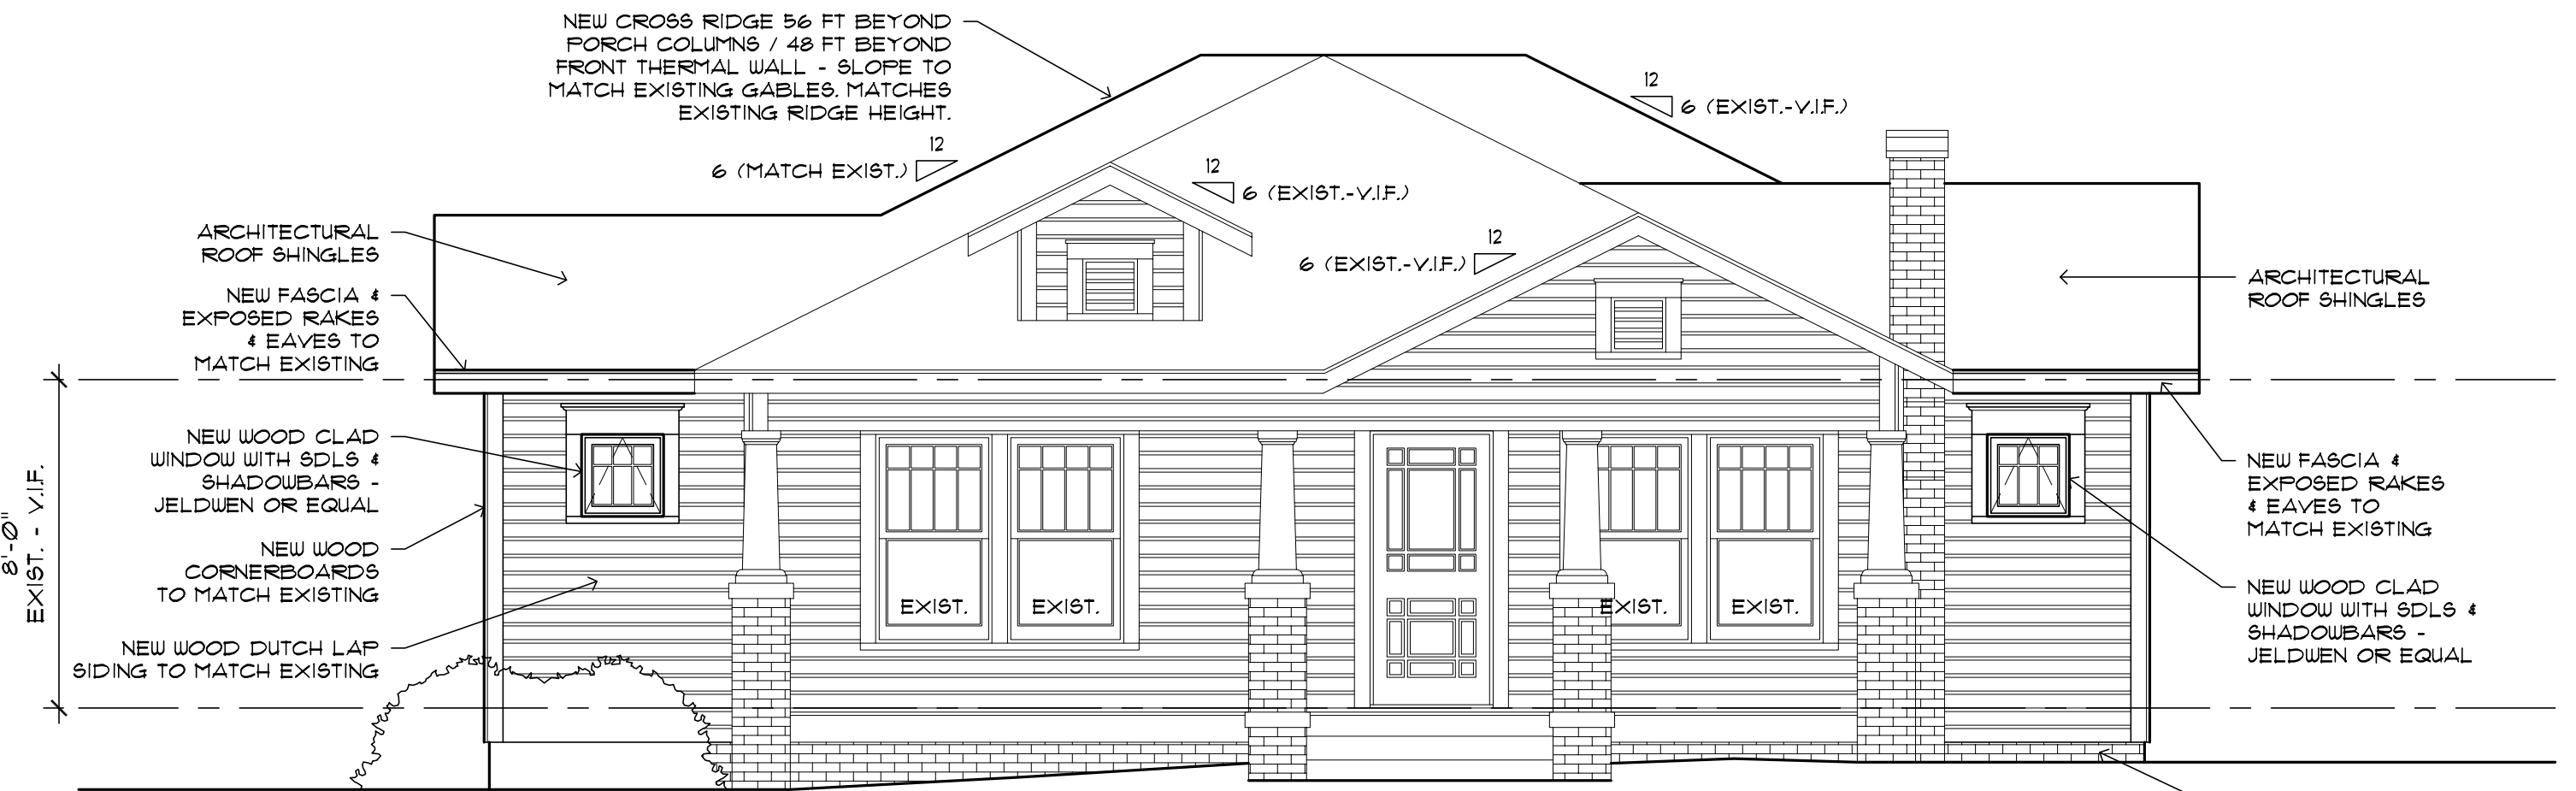 NEW CROSS RIDGE 56 FT BEYOND
PORCH COLUMNS / 48 FT BEYOND
FRONT THERMAL WALL - SLOPE TO
MATCH EXISTING GABLES. MATCHES
EXISTING RIDGE HEIGHT.
12
6 (EXIST.-V.I.F.)
12
6 (MATCH EXIST.)
12
6 (EXIST.-V.I.F.)
12
6 (EXIST.-V.I.F.)
ARCHITECTURAL
ROOF SHINGLES
NEW FASCIA &
EXPOSED RAKES
& EAVES TO
MATCH EXISTING
NEW WOOD CLAD
WINDOW WITH SDLS &
SHADOWBARS -
JELDWEN OR EQUAL
NEW WOOD
CORNERBOARDS
TO MATCH EXISTING
NEW WOOD DUTCH LAP
SIDING TO MATCH EXISTING
8'-0"
EXIST. - V.I.F.
EXIST.
EXIST.
EXIST.
EXIST.
ARCHITECTURAL
ROOF SHINGLES
NEW FASCIA &
EXPOSED RAKES
& EAVES TO
MATCH EXISTING
NEW WOOD CLAD
WINDOW WITH SDLS &
SHADOWBARS -
JELDWEN OR EQUAL